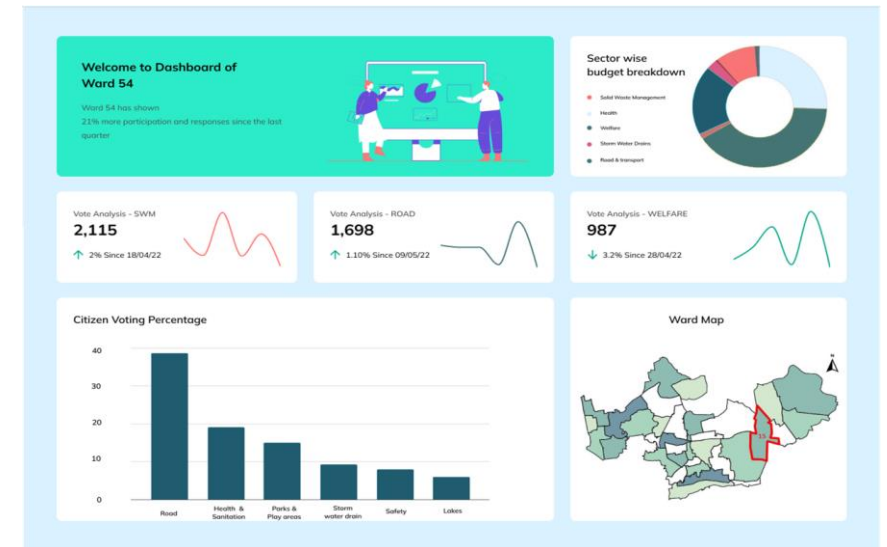 Welcome to Dashboard of
Ward 54
Ward 54 has shown
21% more participation and responses since the last
quarter
Sector wise
budget breakdown
Solid Waste Management
Health
Welfare
Storm Water Drains
Road & transport
Vote Analysis - SWM
2,115
2% Since 18/04/22
Vote Analysis - ROAD
1,698
1.10% Since 09/05/22
Vote Analysis - WELFARE
987
3.2% Since 28/04/22
Citizen Voting Percentage
40
30
20
10
0
Road
Health &
Sanitation
Parks &
Play areas
Storm
water drain
Safety
Lakes
Ward Map
N